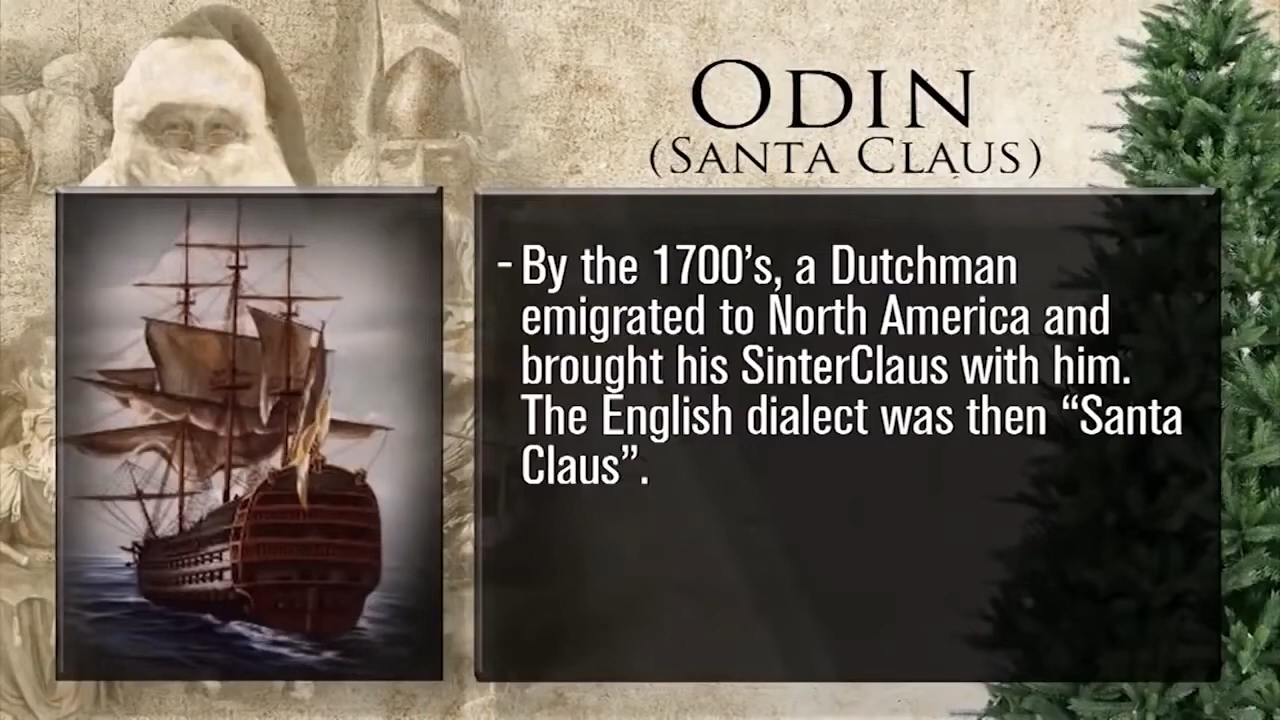 ODIN
(SANTA CLAUS)
- By the 1700's, a Dutchman
emigrated to North America and
brought his SinterClaus with him.
The English dialect was then “Santa
Claus”.